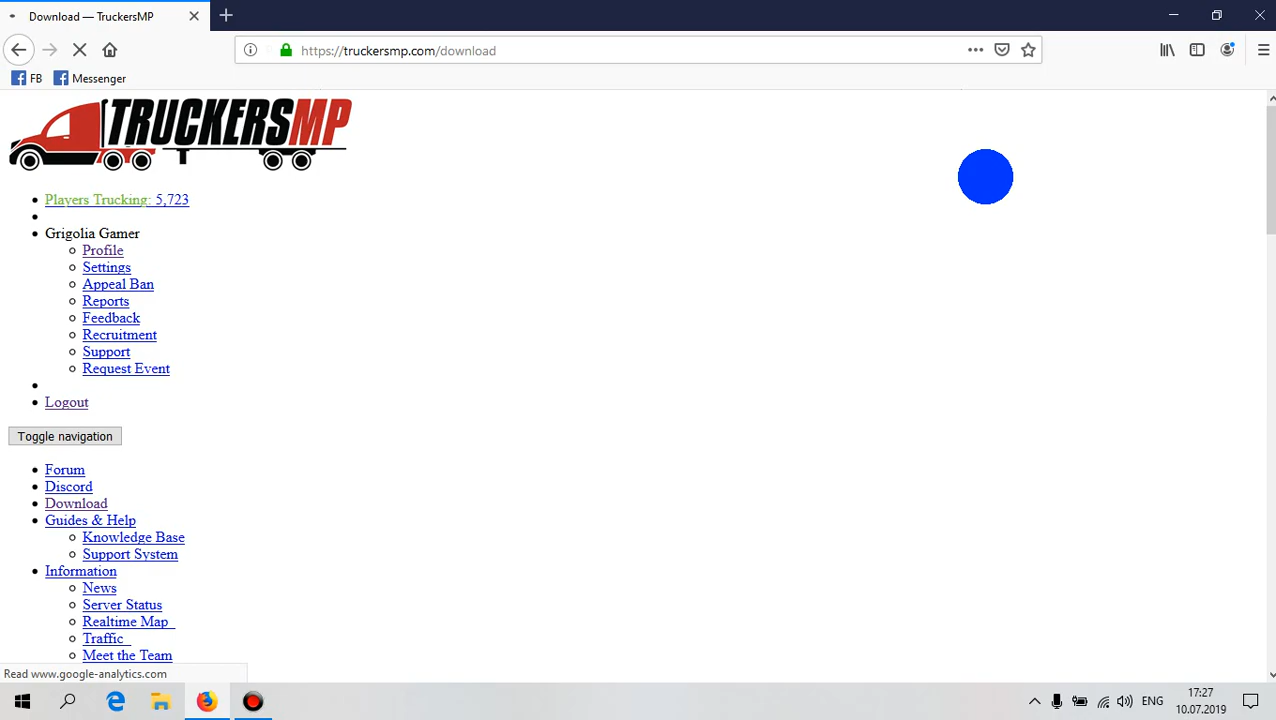 Download — TruckersMP
https://truckersmp.com/download
FB
Messenger
TRUCKERSMP
Players Trucking: 5,723
Grigolia Gamer
Profile
Settings
Appeal Ban
Reports
Feedback
Recruitment
Support
Request Event
Logout
Toggle navigation
Forum
Discord
Download
Guides & Help
Knowledge Base
Support System
Information
News
Server Status
Realtime Map
Traffic
Meet the Team
Read www.google-analytics.com
ENG
17:27
10.07.2019